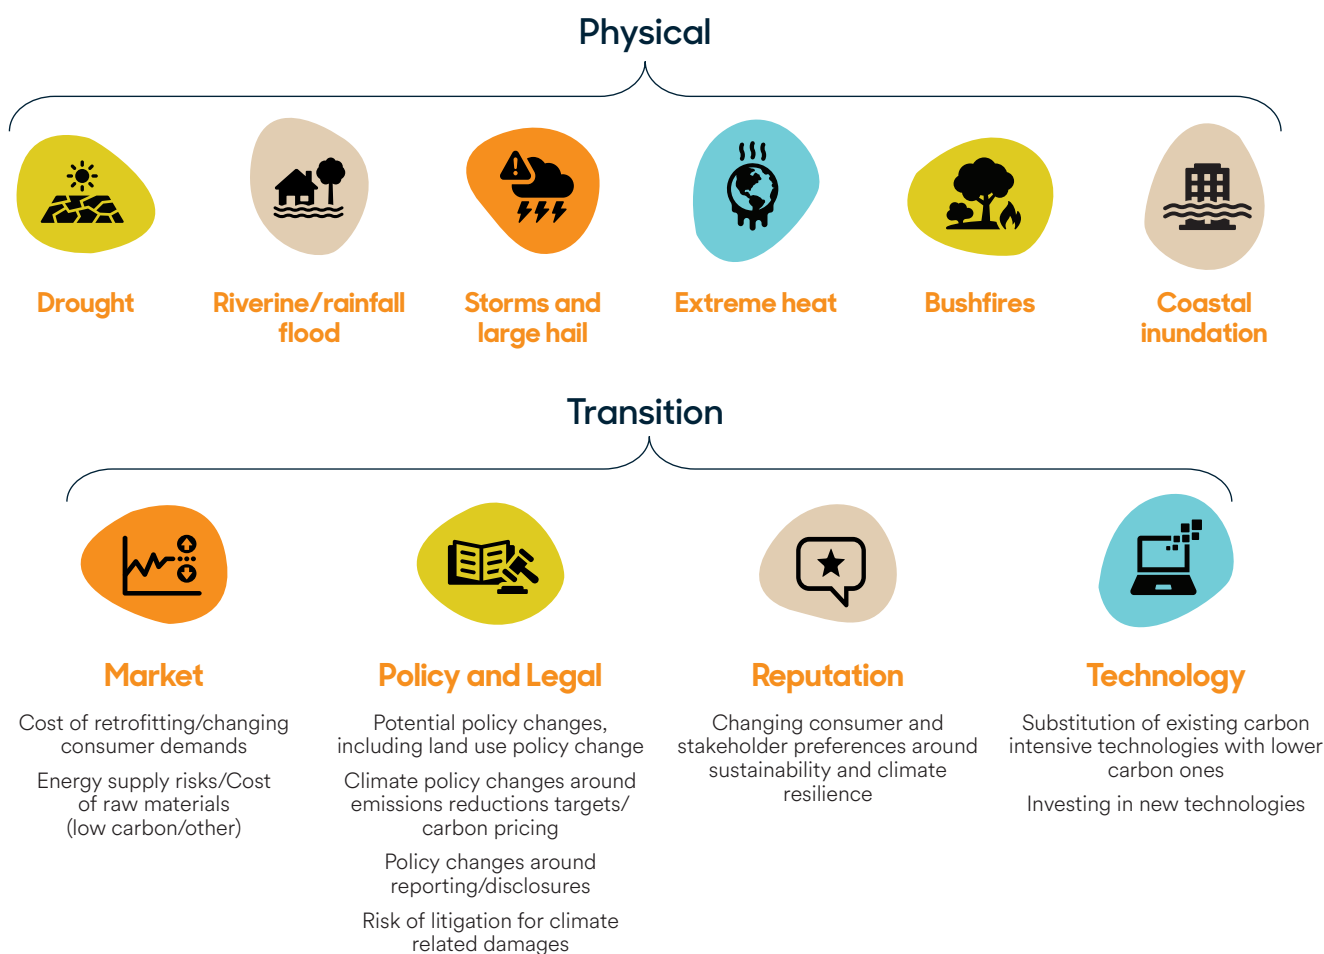 Physical
Drought
Riverine/rainfall
flood
Storms and
large hail
Extreme heat
Bushfires
Coastal
inundation
Transition
Market
Cost of retrofitting/changing
consumer demands
Energy supply risks/Cost
of raw materials
(low carbon/other)
Policy and Legal
Potential policy changes,
including land use policy change
Climate policy changes around
emissions reductions targets/
carbon pricing
Policy changes around
reporting/disclosures
Risk of litigation for climate
related damages
Reputation
Changing consumer and
stakeholder preferences around
sustainability and climate
resilience
Technology
Substitution of existing carbon
intensive technologies with lower
carbon ones
Investing in new technologies